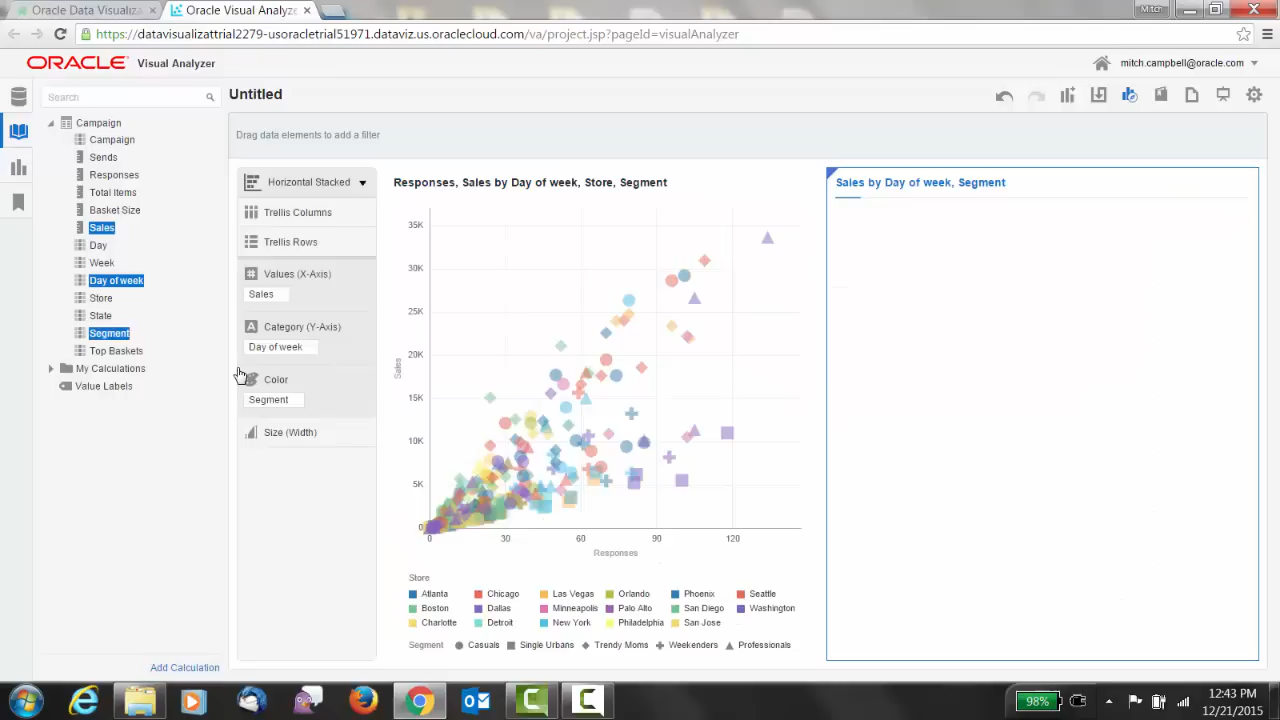 Oracle Data Visualiza
Oracle Visual Analyze
Mitch
https://datavisualizattrial2279-usoracletrial51971.dataviz.us.oraclecloud.com/va/project.jsp?pageId=visualAnalyzer
ORACLE Visual Analyzer
mitch.campbell@oracle.com
Search
Untitled
Campaign
Campaign
Sends
Responses
Total Items
Basket Size
Sales
Day
Week
Day of week
Store
State
Segment
Top Baskets
My Calculations
Value Labels
Add Calculation
Drag data elements to add a filter
Horizontal Stacked
Trellis Columns
Trellis Rows
Values (X-Axis)
Sales
Category (Y-Axis)
Day of week
Color
Segment
Size (Width)
Responses, Sales by Day of week, Store, Segment
35K
30K
25K
20K
15K
10K
5K
0
Sales
0 30 60 90 120
Responses
Store
Atlanta Chicago Las Vegas Orlando Phoenix Seattle
Boston Dallas Minneapolis Palo Alto San Diego Washington
Charlotte Detroit New York Philadelphia San Jose
Segment Casuals Single Urbans Trendy Moms Weekenders Professionals
Sales by Day of week, Segment
98%
12:43 PM
12/21/2015